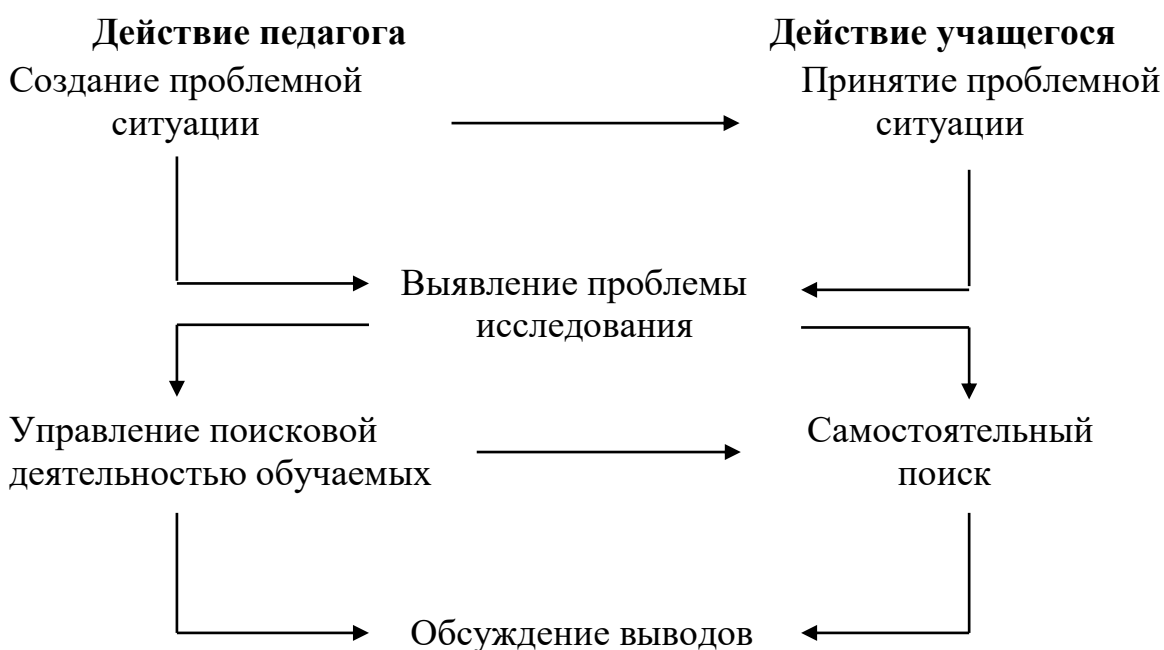 Действие педагога
Действие учащегося
Создание проблемной
ситуации
Принятие проблемной
ситуации
Выявление проблемы
исследования
Управление поисковой
деятельностью обучаемых
Самостоятельный
поиск
Обсуждение выводов